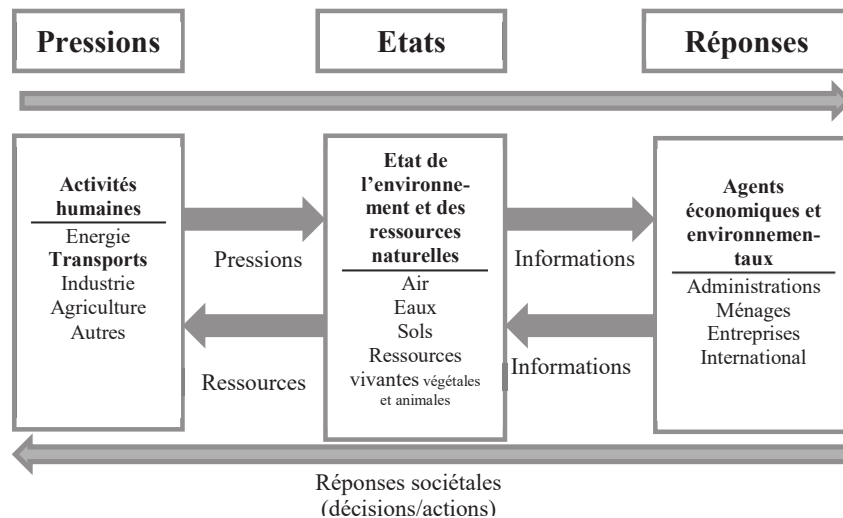 Pressions
Etats
Réponses
Activités
humaines
Energie
Transports
Industrie
Agriculture
Autres
Pressions
Ressources
Etat de
l'environne-
ment et des
ressources
naturelles
Air
Eaux
Sols
Ressources
vivantes végétales
et animales
Informations
Informations
Agents
économiques et
environnemen-
taux
Administrations
Ménages
Entreprises
International
Réponses sociétales
(décisions/actions)